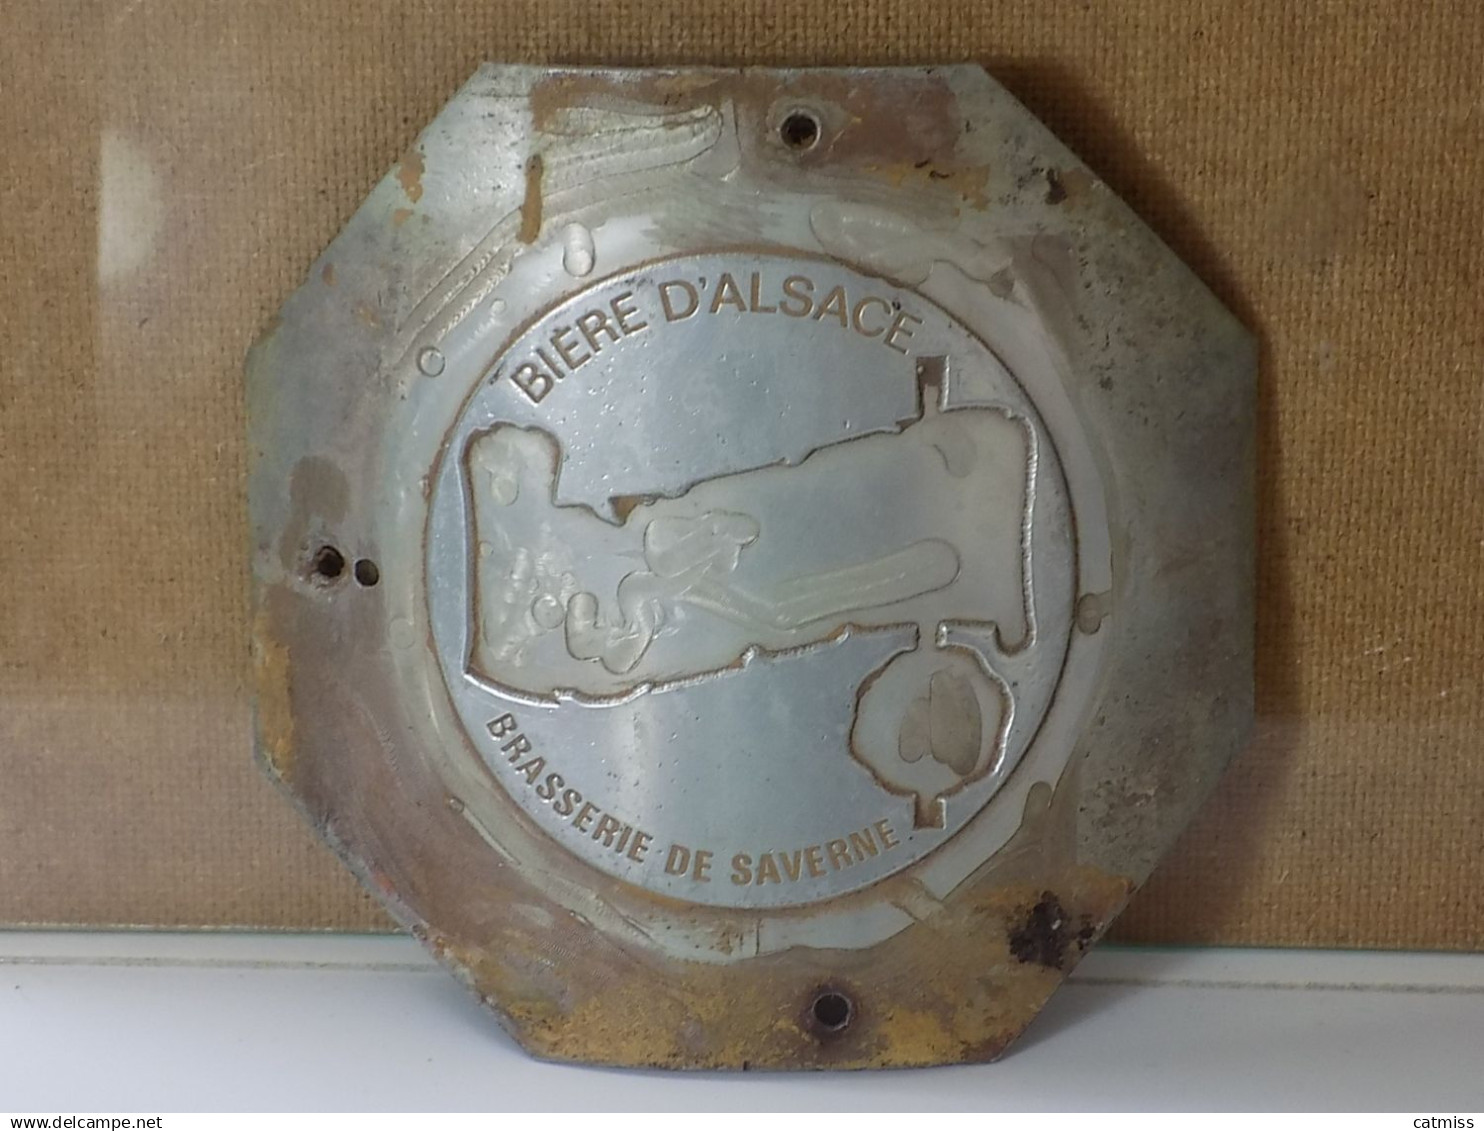 BIÈRE D'ALSACE
BRASSERIE DE SAVERNE
www.delcampe.net
catmiss